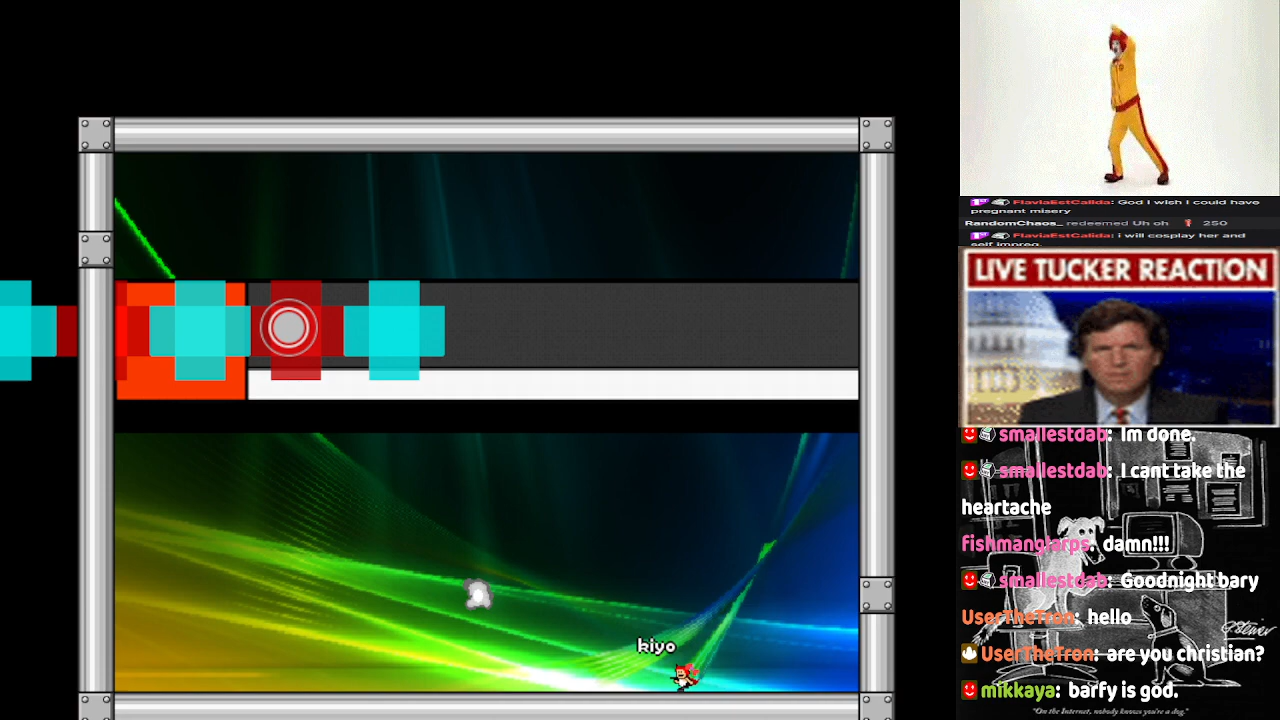 FlaviaEstCalida: God I wish I could have
pregnant misery
RandomChaos_ redeemed Uh oh 250
FlaviaEstCalida: i will cosplay her and
self impreg.
LIVE TUCKER REACTION
smallestdab: Im done.
smallestdab: I cant take the
heartache
fishmanglarps: damn!!!
smallestdab: Goodnight bary
UserTheTron: hello
UserTheTron: are you christian?
mikkaya: barfy is god.
"On the Internet, nobody knows you're a dog."
kiyo